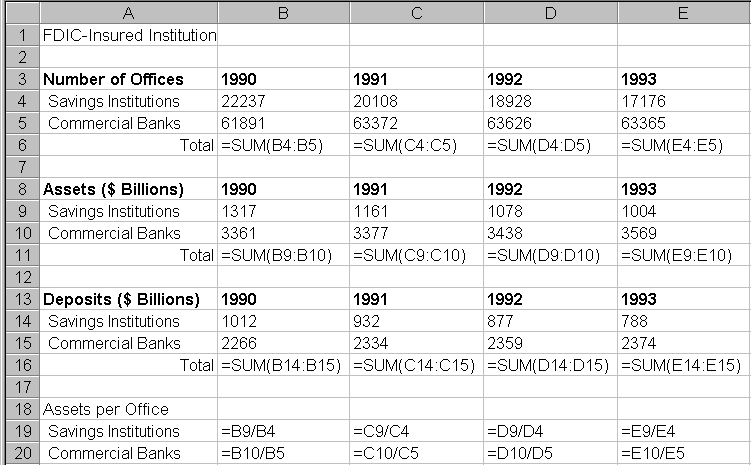 A B C D E
1 FDIC-Insured Institution
2
3 Number of Offices 1990 1991 1992 1993
4 Savings Institutions 22237 20108 18928 17176
5 Commercial Banks 61891 63372 63626 63365
6 Total =SUM(B4:B5) =SUM(C4:C5) =SUM(D4:D5) =SUM(E4:E5)
7
8 Assets ($ Billions) 1990 1991 1992 1993
9 Savings Institutions 1317 1161 1078 1004
10 Commercial Banks 3361 3377 3438 3569
11 Total =SUM(B9:B10) =SUM(C9:C10) =SUM(D9:D10) =SUM(E9:E10)
12
13 Deposits ($ Billions) 1990 1991 1992 1993
14 Savings Institutions 1012 932 877 788
15 Commercial Banks 2266 2334 2359 2374
16 Total =SUM(B14:B15) =SUM(C14:C15) =SUM(D14:D15) =SUM(E14:E15)
17
18 Assets per Office
19 Savings Institutions =B9/B4 =C9/C4 =D9/D4 =E9/E4
20 Commercial Banks =B10/B5 =C10/C5 =D10/D5 =E10/E5